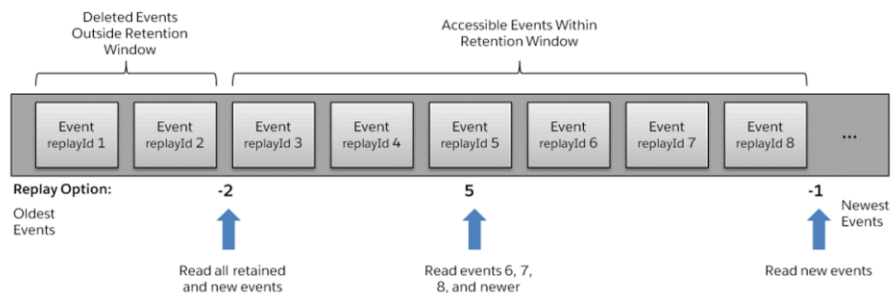 Deleted Events
Outside Retention
Window
Accessible Events Within
Retention Window
Event
replayId 1
Event
replayId 2
Event
replayId 3
Event
replayId 4
Event
replayId 5
Event
replayId 6
Event
replayId 7
Event
replayId 8
...
Replay Option:
-2
5
-1
Oldest
Events
Newest
Events
Read all retained
and new events
Read events 6, 7,
8, and newer
Read new events